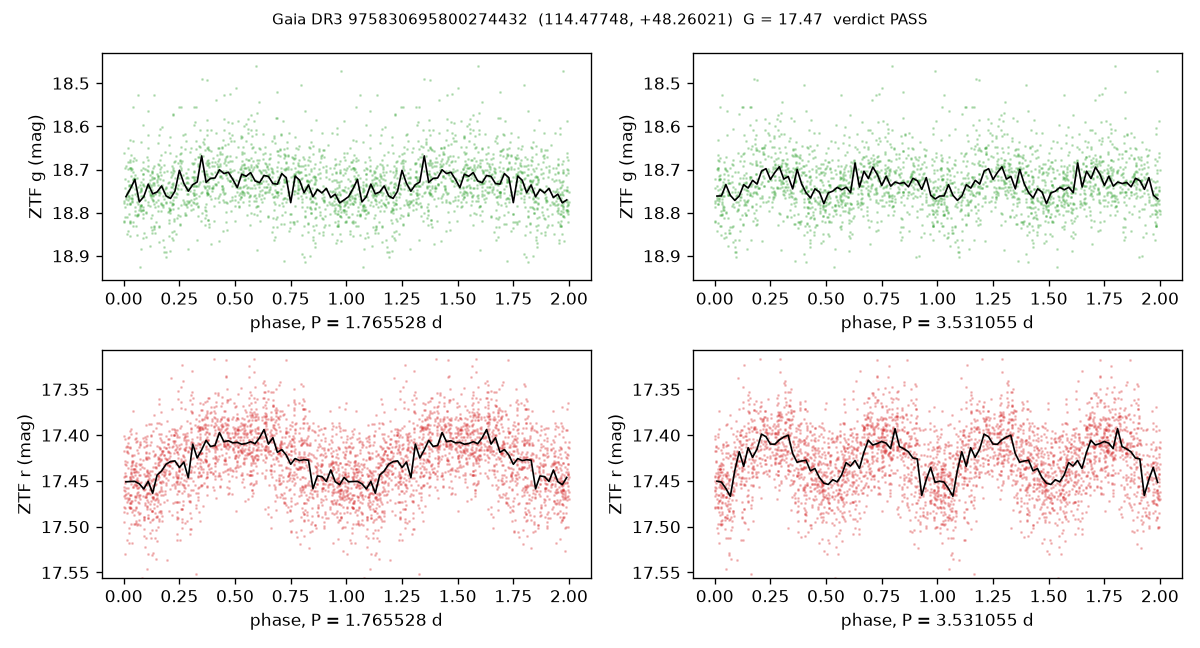 Gaia DR3 975830695800274432 (114.47748, +48.26021) G = 17.47 verdict PASS
ZTF g (mag)
18.5
18.6
18.7
18.8
18.9
0.00 0.25 0.50 0.75 1.00 1.25 1.50 1.75 2.00
phase, P = 1.765528 d
ZTF g (mag)
18.5
18.6
18.7
18.8
18.9
0.00 0.25 0.50 0.75 1.00 1.25 1.50 1.75 2.00
phase, P = 3.531055 d
ZTF r (mag)
17.35
17.40
17.45
17.50
17.55
0.00 0.25 0.50 0.75 1.00 1.25 1.50 1.75 2.00
phase, P = 1.765528 d
ZTF r (mag)
17.35
17.40
17.45
17.50
17.55
0.00 0.25 0.50 0.75 1.00 1.25 1.50 1.75 2.00
phase, P = 3.531055 d